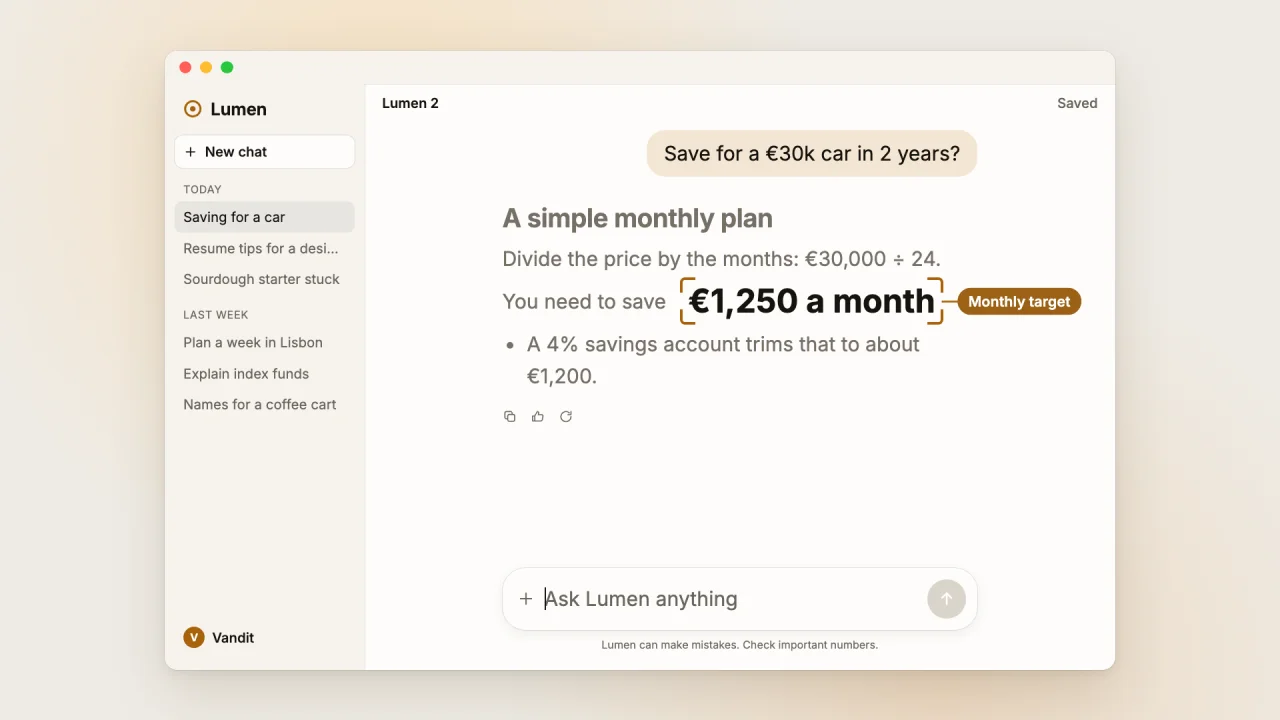 Lumen
New chat
TODAY
Saving for a car
Resume tips for a desi...
Sourdough starter stuck
LAST WEEK
Plan a week in Lisbon
Explain index funds
Names for a coffee cart
V Vandit
Lumen 2
Saved
Save for a €30k car in 2 years?
A simple monthly plan
Divide the price by the months: €30,000 ÷ 24.
You need to save €1,250 a month Monthly target
• A 4% savings account trims that to about
€1,200.
Ask Lumen anything
Lumen can make mistakes. Check important numbers.